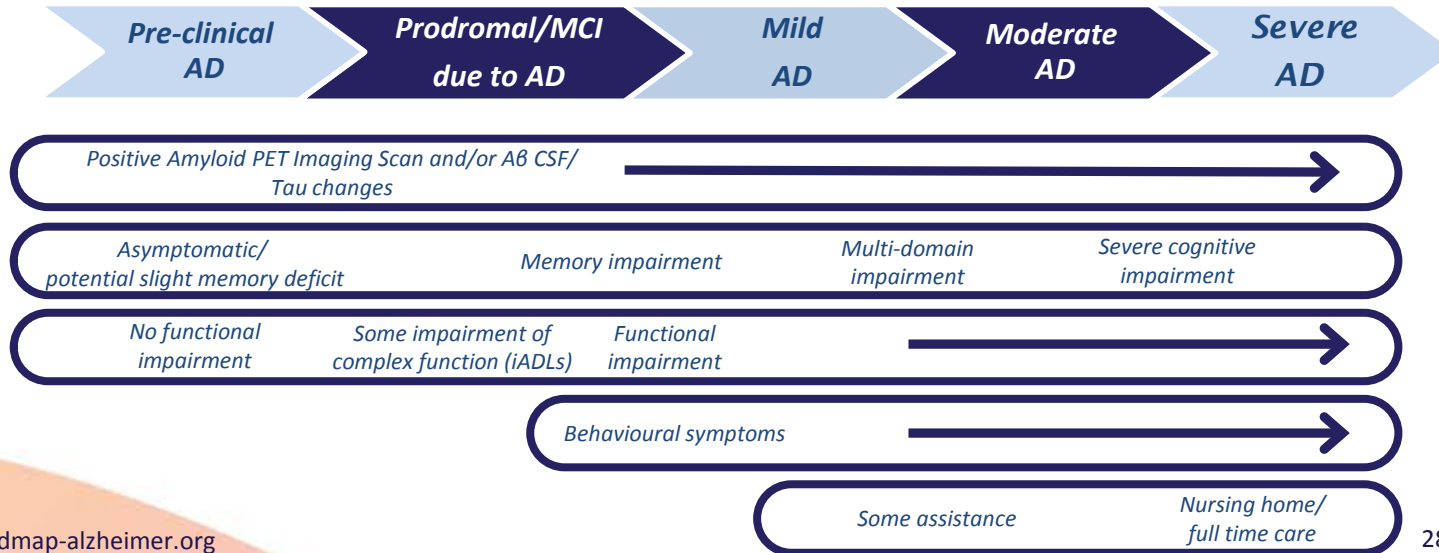 Pre-clinical
AD
Prodromal/MCI
due to AD
Mild
AD
Moderate
AD
Severe
AD
Positive Amyloid PET Imaging Scan and/or Aβ CSF/
Tau changes
Asymptomatic/
potential slight memory deficit
Memory impairment
Multi-domain
impairment
Severe cognitive
impairment
No functional
impairment
Some impairment of
complex function (iADLs)
Functional
impairment
Behavioural symptoms
Some assistance
Nursing home/
full time care
dmap-alzheimer.org
28